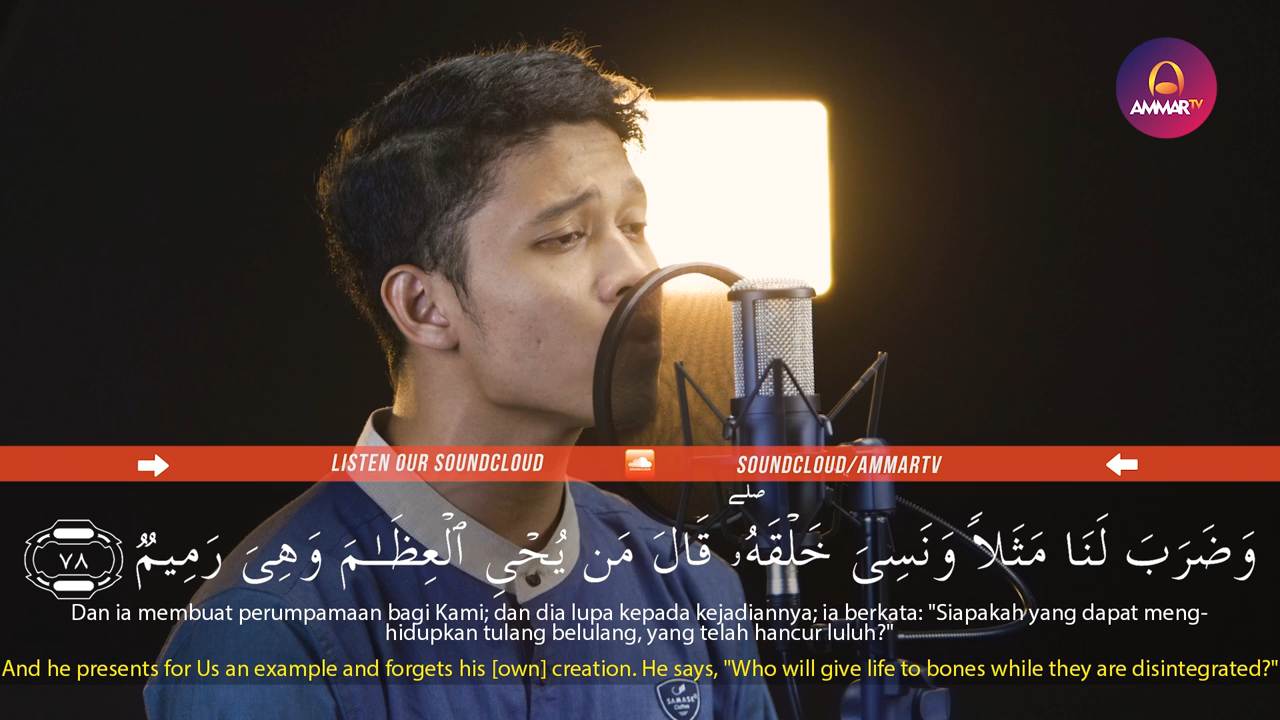 AMMARTV
LISTEN OUR SOUNDCLOUD
SOUNDCLOUD/AMMARTV
وَضَرَبَ لَنَا مَثَلًا وَنَسِىَ خَلْقَهُۥ ۖ قَالَ مَن يُحْىِ ٱلْعِظَـٰمَ وَهِىَ رَمِيمٌ ٧٨
Dan ia membuat perumpamaan bagi Kami; dan dia lupa kepada kejadiannya; ia berkata: "Siapakah yang dapat meng-
hidupkan tulang belulang, yang telah hancur luluh?"
And he presents for Us an example and forgets his [own] creation. He says, "Who will give life to bones while they are disintegrated?"
SAMASE
Clothes